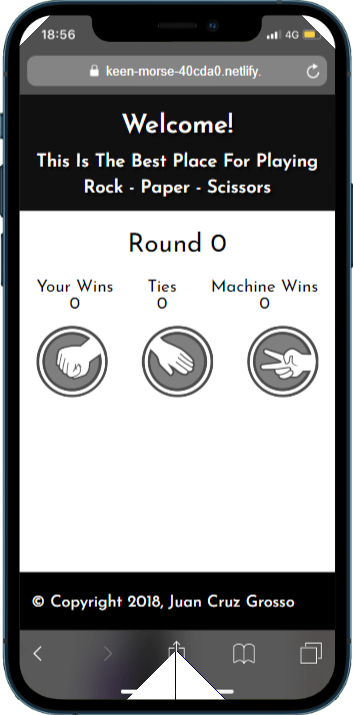 18:56 4G
keen-morse-40cda0.netlify.
Welcome!
This Is The Best Place For Playing
Rock - Paper - Scissors
Round 0
Your Wins Ties Machine Wins
0 0 0
© Copyright 2018, Juan Cruz Grosso